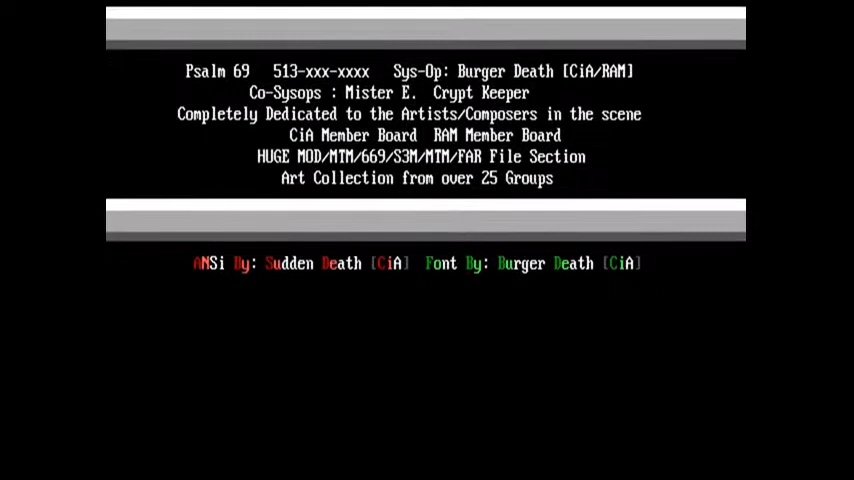 Psalm 69   513-xxx-xxxx   Sys-Op: Burger Death [CiA/RAM]
Co-Sysops : Mister E.  Crypt Keeper
Completely Dedicated to the Artists/Composers in the scene
CiA Member Board  RAM Member Board
HUGE MOD/MTM/669/S3M/MTM/FAR File Section
Art Collection from over 25 Groups
ANSi By: Sudden Death [CiA]  Font By: Burger Death [CiA]